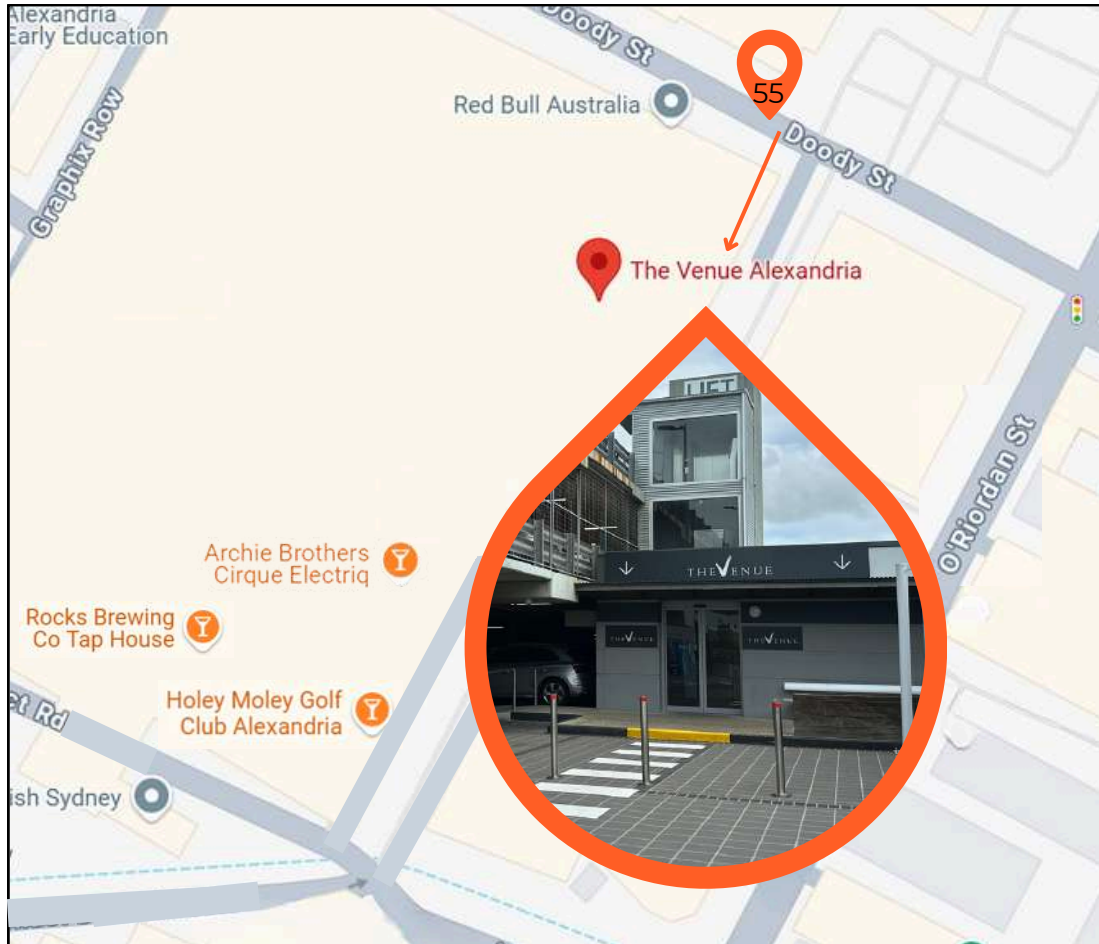 Alexandria
Early Education
Graphix Row
Doody St
Red Bull Australia
55
Doody St
The Venue Alexandria
O'Riordan St
LIFT
THE VENUE
THE VENUE
THE VENUE
Archie Brothers
Cirque Electriq
Rocks Brewing
Co Tap House
Holey Moley Golf
Club Alexandria
ct Rd
ish Sydney